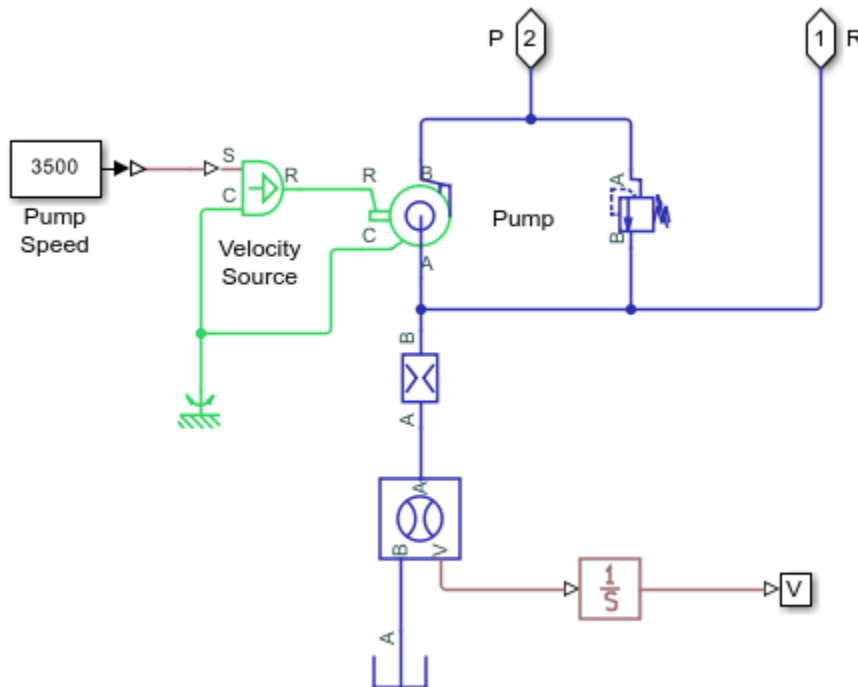 P 2
1 R
3500
Pump
Speed
S
C
R
Velocity
Source
R
C
B
A
Pump
A
B
B
A
A
B
V
1
S
V
A